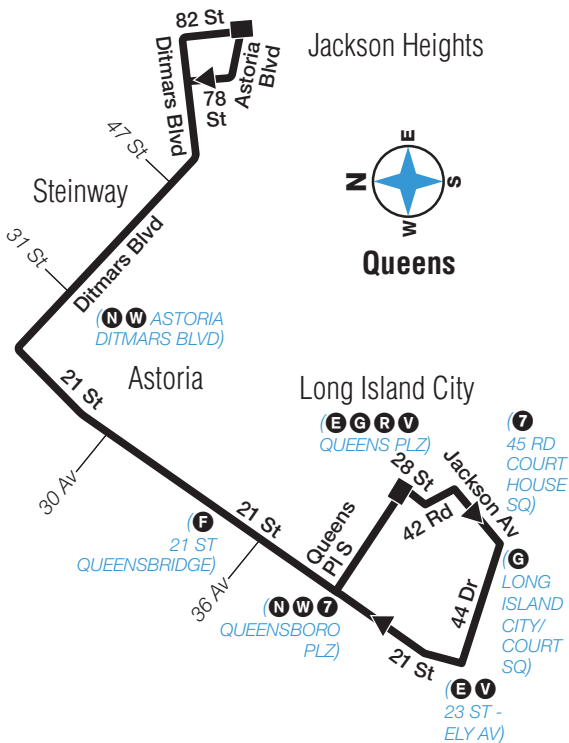 82 St
Jackson Heights
Ditmars Blvd
Astoria
Blvd
78
St
47 St
Steinway
31 St
Ditmars Blvd
N
E
S
W
Queens
(N W ASTORIA
DITMARS BLVD)
Astoria
21 St
Long Island City
(E G R V
QUEENS PLZ)
(7
45 RD
COURT
HOUSE
SQ)
28 St
Jackson Av
42 Rd
30 Av
(F
21 ST
QUEENSBRIDGE)
21 St
Queens
Pl S
36 Av
(N W 7
QUEENSBORO
PLZ)
44 Dr
(G
LONG
ISLAND
CITY/
COURT
SQ)
21 St
(E V
23 ST -
ELY AV)